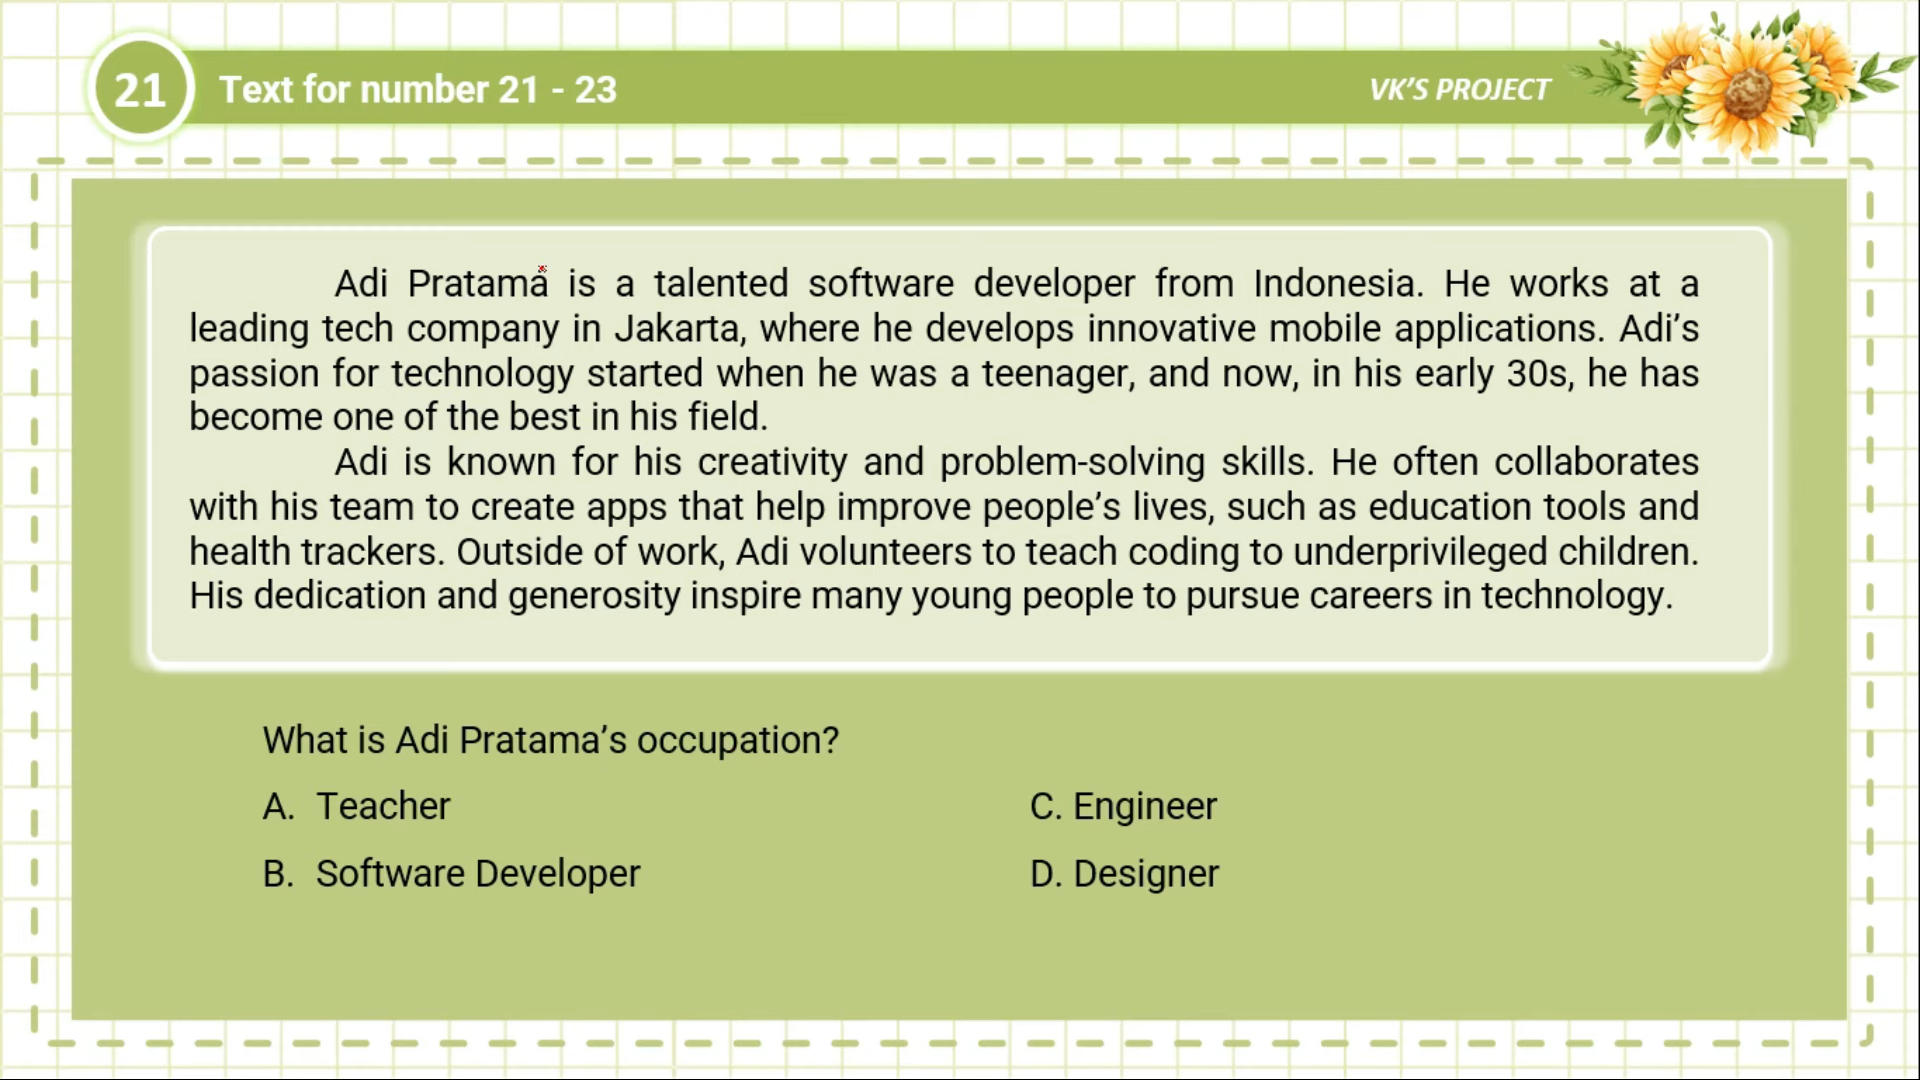 21 Text for number 21 - 23 VK'S PROJECT
Adi Pratama is a talented software developer from Indonesia. He works at a
leading tech company in Jakarta, where he develops innovative mobile applications. Adi’s
passion for technology started when he was a teenager, and now, in his early 30s, he has
become one of the best in his field.
Adi is known for his creativity and problem-solving skills. He often collaborates
with his team to create apps that help improve people’s lives, such as education tools and
health trackers. Outside of work, Adi volunteers to teach coding to underprivileged children.
His dedication and generosity inspire many young people to pursue careers in technology.
What is Adi Pratama’s occupation?
A. Teacher
B. Software Developer
C. Engineer
D. Designer